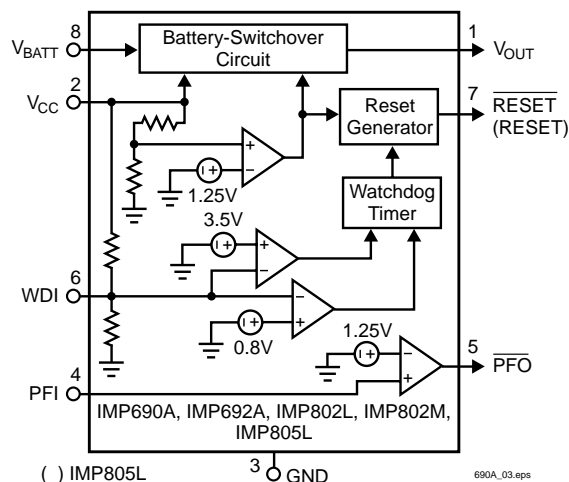 8
V_BATT
Battery-Switchover
Circuit
1
V_OUT
2
V_CC
7
RESET
(RESET)
Reset
Generator
+
−
1.25V
Watchdog
Timer
3.5V
+
−
6
WDI
−
+
0.8V
1.25V
−
+
5
PFO
4
PFI
IMP690A, IMP692A, IMP802L, IMP802M,
IMP805L
3
GND
( ) IMP805L
690A_03.eps